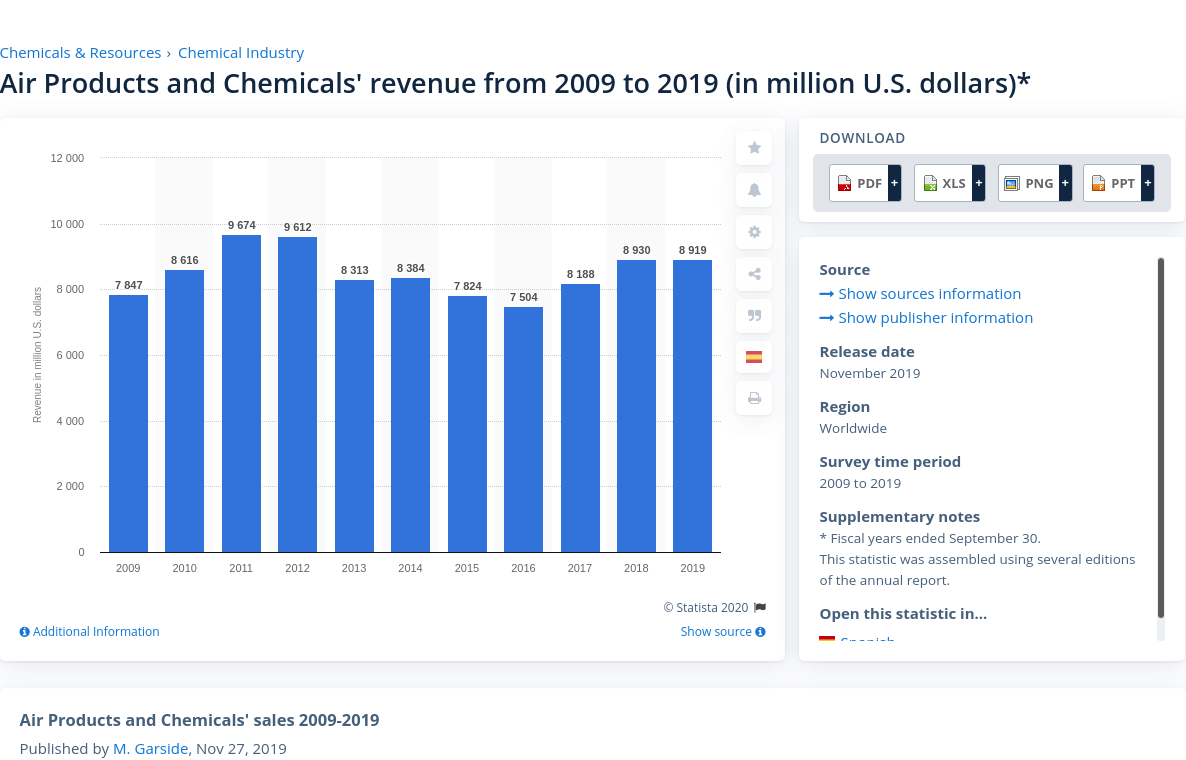 Chemicals & Resources › Chemical Industry
Air Products and Chemicals' revenue from 2009 to 2019 (in million U.S. dollars)*
12 000
10 000
8 000
6 000
4 000
2 000
0
Revenue in million U.S. dollars
7 847
8 616
9 674
9 612
8 313
8 384
7 824
7 504
8 188
8 930
8 919
2009 2010 2011 2012 2013 2014 2015 2016 2017 2018 2019
© Statista 2020
Additional Information
Show source
DOWNLOAD
PDF + XLS + PNG + PPT +
Source
Show sources information
Show publisher information
Release date
November 2019
Region
Worldwide
Survey time period
2009 to 2019
Supplementary notes
* Fiscal years ended September 30.
This statistic was assembled using several editions
of the annual report.
Open this statistic in...
Spanish
Air Products and Chemicals' sales 2009-2019
Published by M. Garside, Nov 27, 2019